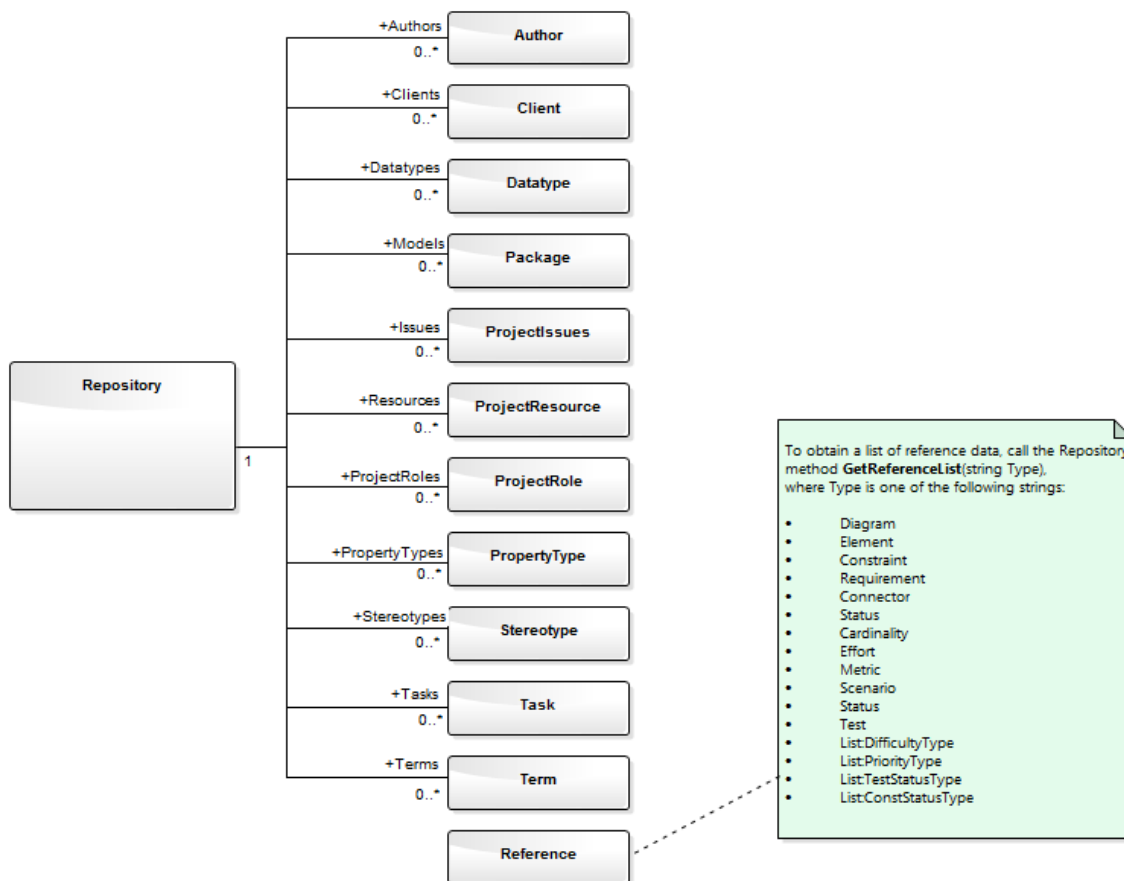 +Authors
0..*
Author
+Clients
0..*
Client
+Datatypes
0..*
Datatype
+Models
0..*
Package
+Issues
0..*
ProjectIssues
Repository
1
+Resources
0..*
ProjectResource
+ProjectRoles
0..*
ProjectRole
+PropertyTypes
0..*
PropertyType
+Stereotypes
0..*
Stereotype
+Tasks
0..*
Task
+Terms
0..*
Term
Reference
To obtain a list of reference data, call the Repository
method GetReferenceList(string Type),
where Type is one of the following strings:
• Diagram
• Element
• Constraint
• Requirement
• Connector
• Status
• Cardinality
• Effort
• Metric
• Scenario
• Status
• Test
• List:DifficultyType
• List:PriorityType
• List:TestStatusType
• List:ConstStatusType